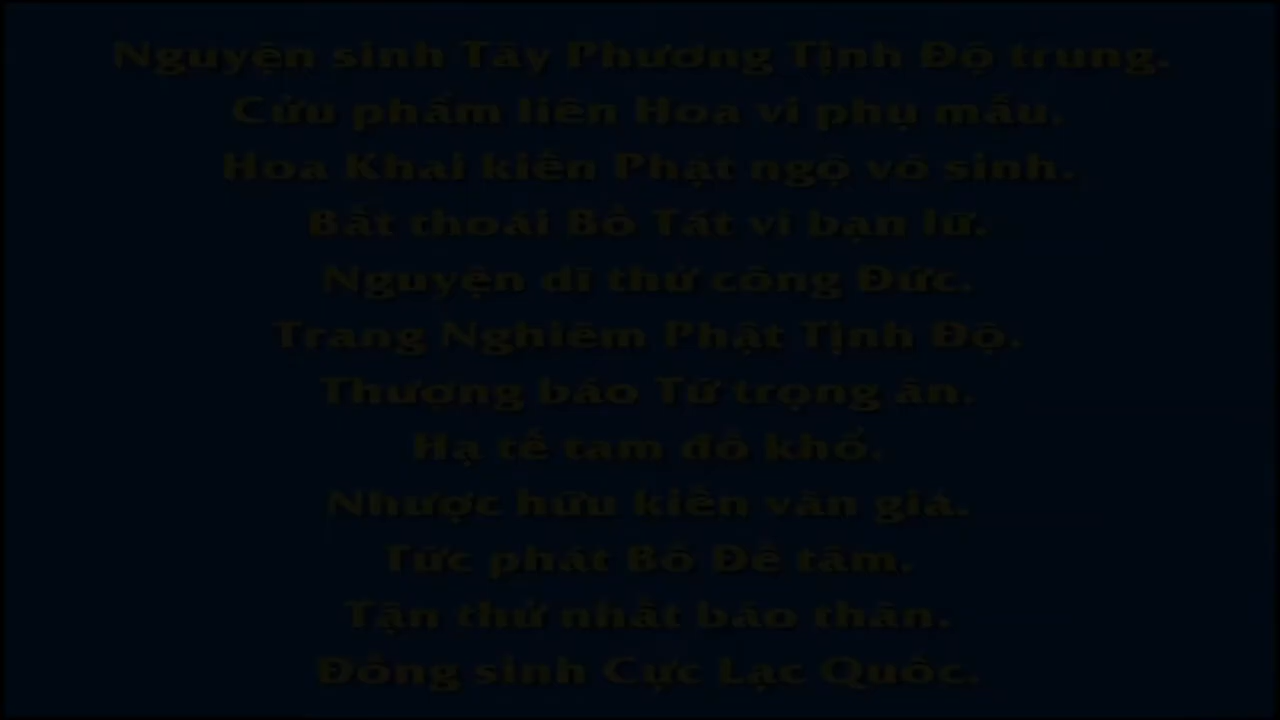 Nguyện sinh Tây Phương Tịnh Độ trung.
Cửu phẩm liên Hoa vi phụ mẫu.
Hoa Khai kiến Phật ngộ vô sinh.
Bất thoái Bồ Tát vi bạn lữ.
Nguyện dĩ thử công Đức.
Trang Nghiêm Phật Tịnh Độ.
Thượng báo Tứ trọng ân.
Hạ tế tam đồ khổ.
Nhược hữu kiến văn giả.
Tức phát Bồ Đề tâm.
Tận thử nhất báo thân.
Đồng sinh Cực Lạc Quốc.